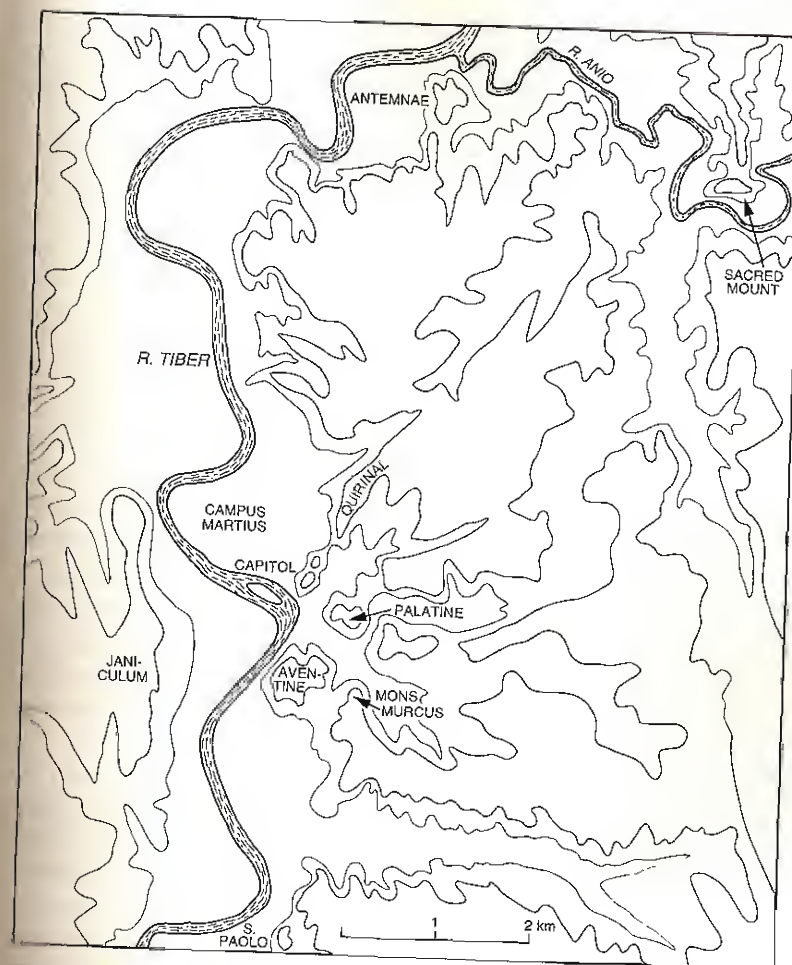 R. ANIO
ANTEMNAE
SACRED
MOUNT
R. TIBER
QUIRINAL
CAMPUS
MARTIUS
CAPITOL
PALATINE
JANI-
CULUM
AVEN-
TINE
MONS
MURCUS
S.
PAOLO
1
2 km